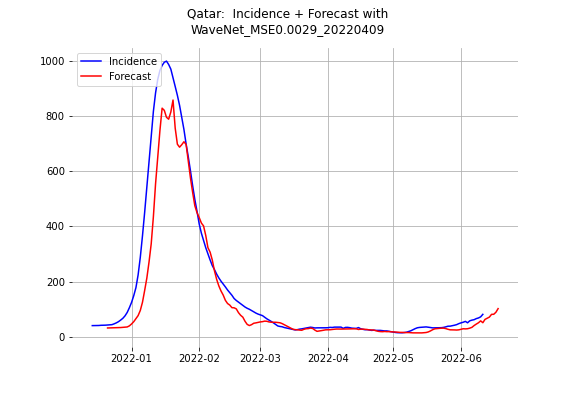 Qatar:  Incidence + Forecast with
WaveNet_MSE0.0029_20220409
Incidence
Forecast
1000
800
600
400
200
0
2022-01 2022-02 2022-03 2022-04 2022-05 2022-06